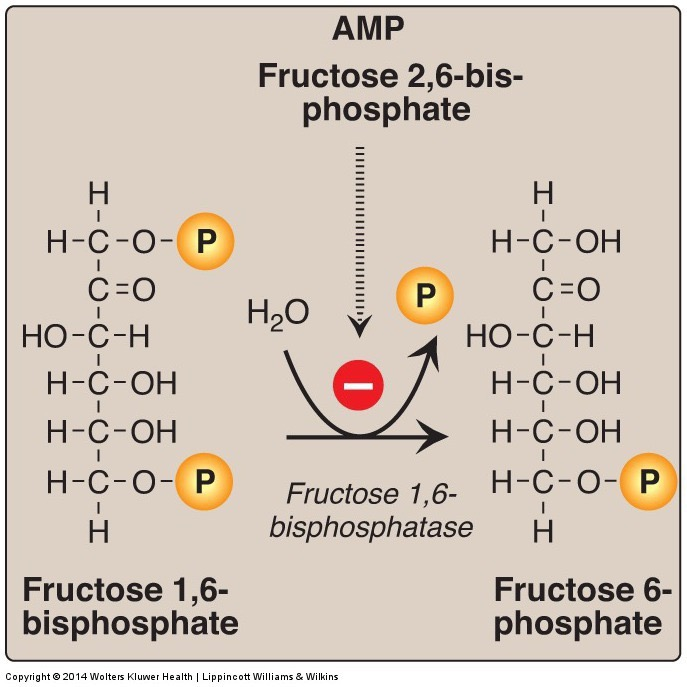 AMP
Fructose 2,6-bis-
phosphate
H
H-C-O-P
C=O
HO-C-H
H-C-OH
H-C-OH
H-C-O-P
H
H₂O
P
Fructose 1,6-
bisphosphatase
H
H-C-OH
C=O
HO-C-H
H-C-OH
H-C-OH
H-C-O-P
H
Fructose 1,6-
bisphosphate
Fructose 6-
phosphate
Copyright © 2014 Wolters Kluwer Health | Lippincott Williams & Wilkins